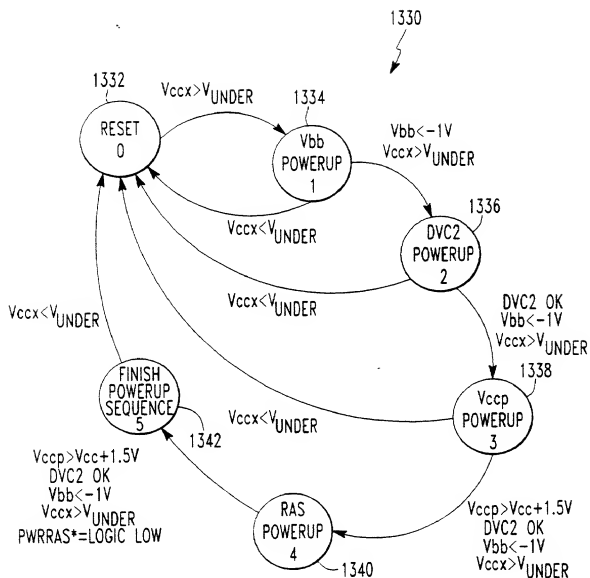 1330
1332
Vccx>VUNDER
1334
RESET
0
Vbb
POWERUP
1
Vbb<-1V
Vccx>VUNDER
1336
Vccx<VUNDER
DVC2
POWERUP
2
Vccx<VUNDER
DVC2 OK
Vbb<-1V
Vccx>VUNDER
Vccx<VUNDER
1338
FINISH
POWERUP
SEQUENCE
5
1342
Vccx<VUNDER
Vccp
POWERUP
3
Vccp>Vcc+1.5V
DVC2 OK
Vbb<-1V
Vccx>VUNDER
PWRRAS*=LOGIC LOW
RAS
POWERUP
4
1340
Vccp>Vcc+1.5V
DVC2 OK
Vbb<-1V
Vccx>VUNDER